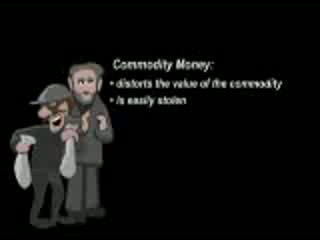 Commodity Money:
• distorts the value of the commodity
• is easily stolen